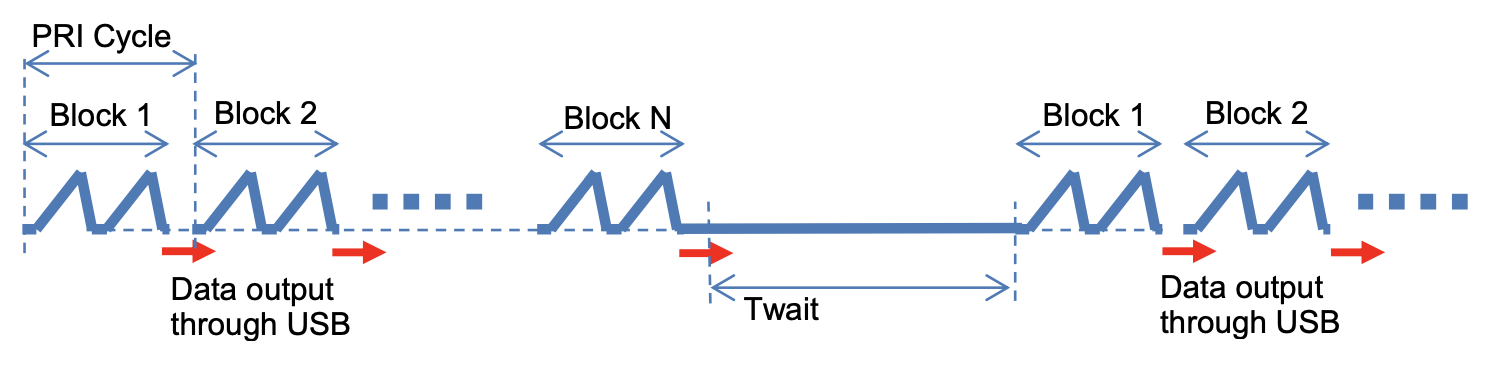 PRI Cycle
Block 1
Block 2
Block N
Block 1
Block 2
Data output
through USB
Twait
Data output
through USB